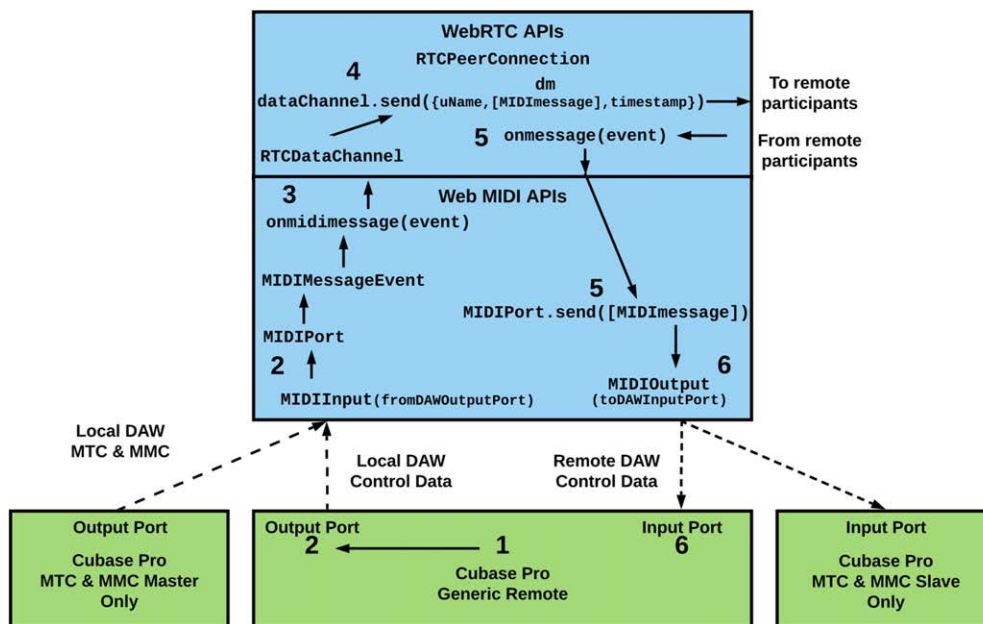 WebRTC APIs
RTCPeerConnection
4
dm
dataChannel.send({uName,[MIDImessage],timestamp})
To remote
participants
5
onmessage(event)
From remote
participants
RTCDataChannel
3
Web MIDI APIs
onmidimessage(event)
MIDIMessageEvent
5
MIDIPort.send([MIDImessage])
MIDIPort
2
6
MIDIInput(fromDAWOutputPort)
MIDIOutput
(toDAWInputPort)
Local DAW
MTC & MMC
Local DAW
Control Data
Remote DAW
Control Data
Output Port
Cubase Pro
MTC & MMC Master
Only
Output Port
2
1
Input Port
6
Cubase Pro
Generic Remote
Input Port
Cubase Pro
MTC & MMC Slave
Only